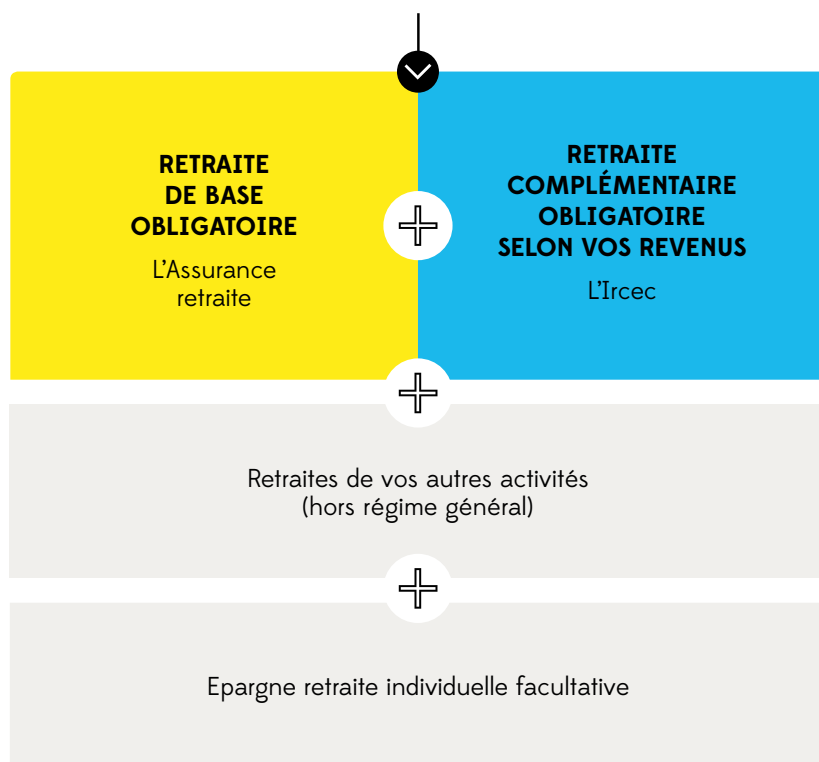 RETRAITE
DE BASE
OBLIGATOIRE
L'Assurance
retraite
RETRAITE
COMPLÉMENTAIRE
OBLIGATOIRE
SELON VOS REVENUS
L'Ircec
Retraites de vos autres activités
(hors régime général)
Epargne retraite individuelle facultative